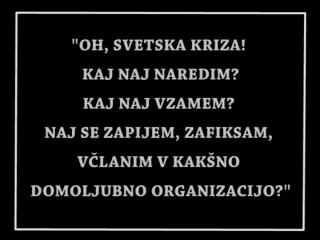 "OH, SVETSKA KRIZA!
KAJ NAJ NAREDIM?
KAJ NAJ VZAMEM?
NAJ SE ZAPIJEM, ZAFIKSAM,
VČLANIM V KAKŠNO
DOMOLJUBNO ORGANIZACIJO?"